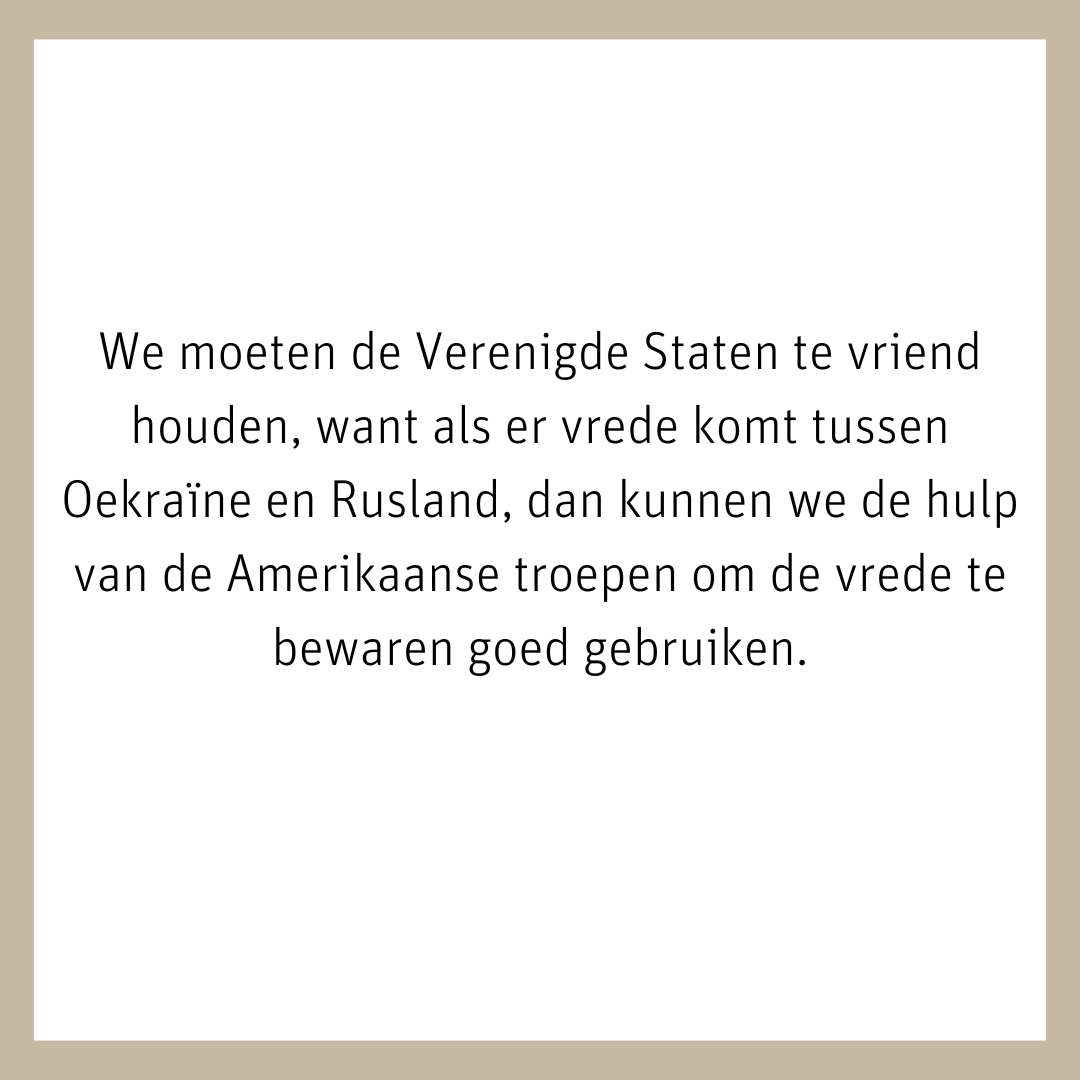 We moeten de Verenigde Staten te vriend
houden, want als er vrede komt tussen
Oekraïne en Rusland, dan kunnen we de hulp
van de Amerikaanse troepen om de vrede te
bewaren goed gebruiken.